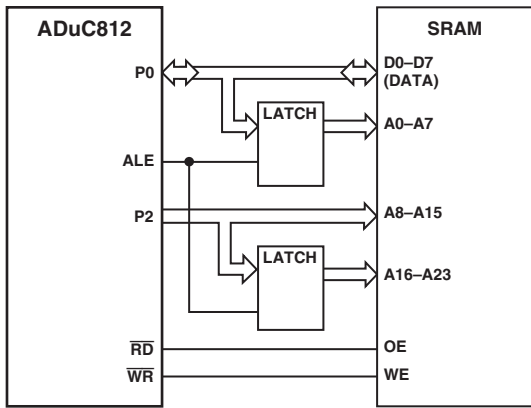 ADuC812
SRAM
P0
D0–D7
(DATA)
LATCH
A0–A7
ALE
P2
A8–A15
LATCH
A16–A23
RD
OE
WR
WE